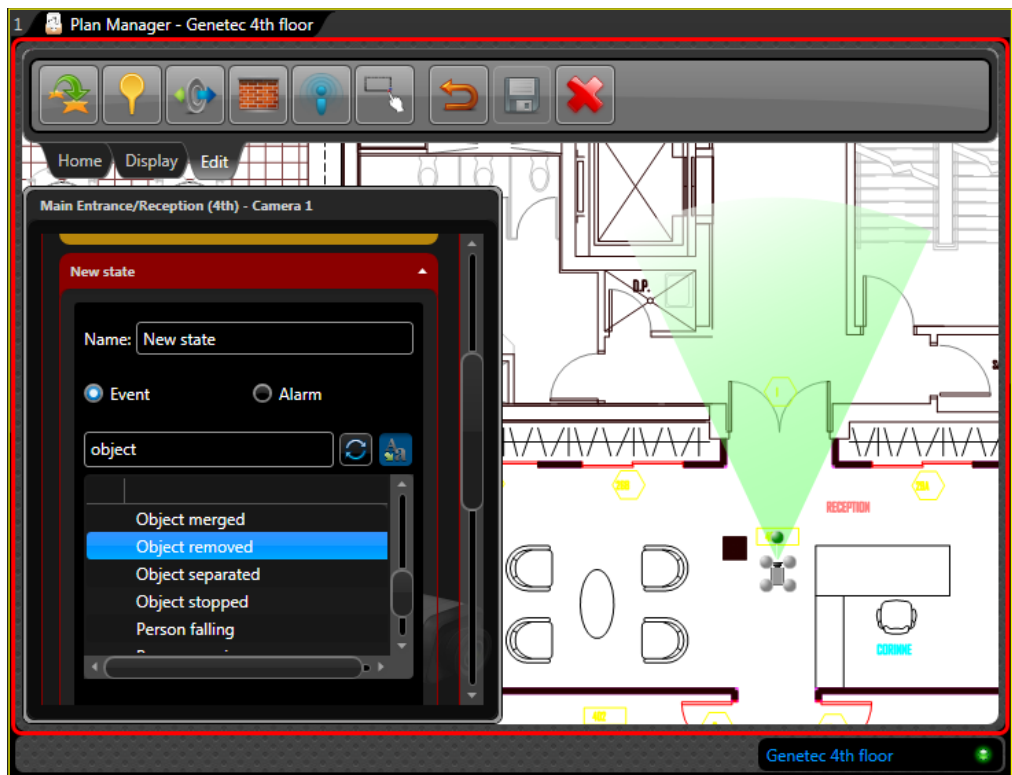 1 Plan Manager - Genetec 4th floor
Home Display Edit
Main Entrance/Reception (4th) - Camera 1
New state
Name: New state
Event Alarm
object
Object merged
Object removed
Object separated
Object stopped
Person falling
D.P.
1
RECEPTION
CORINNE
Genetec 4th floor